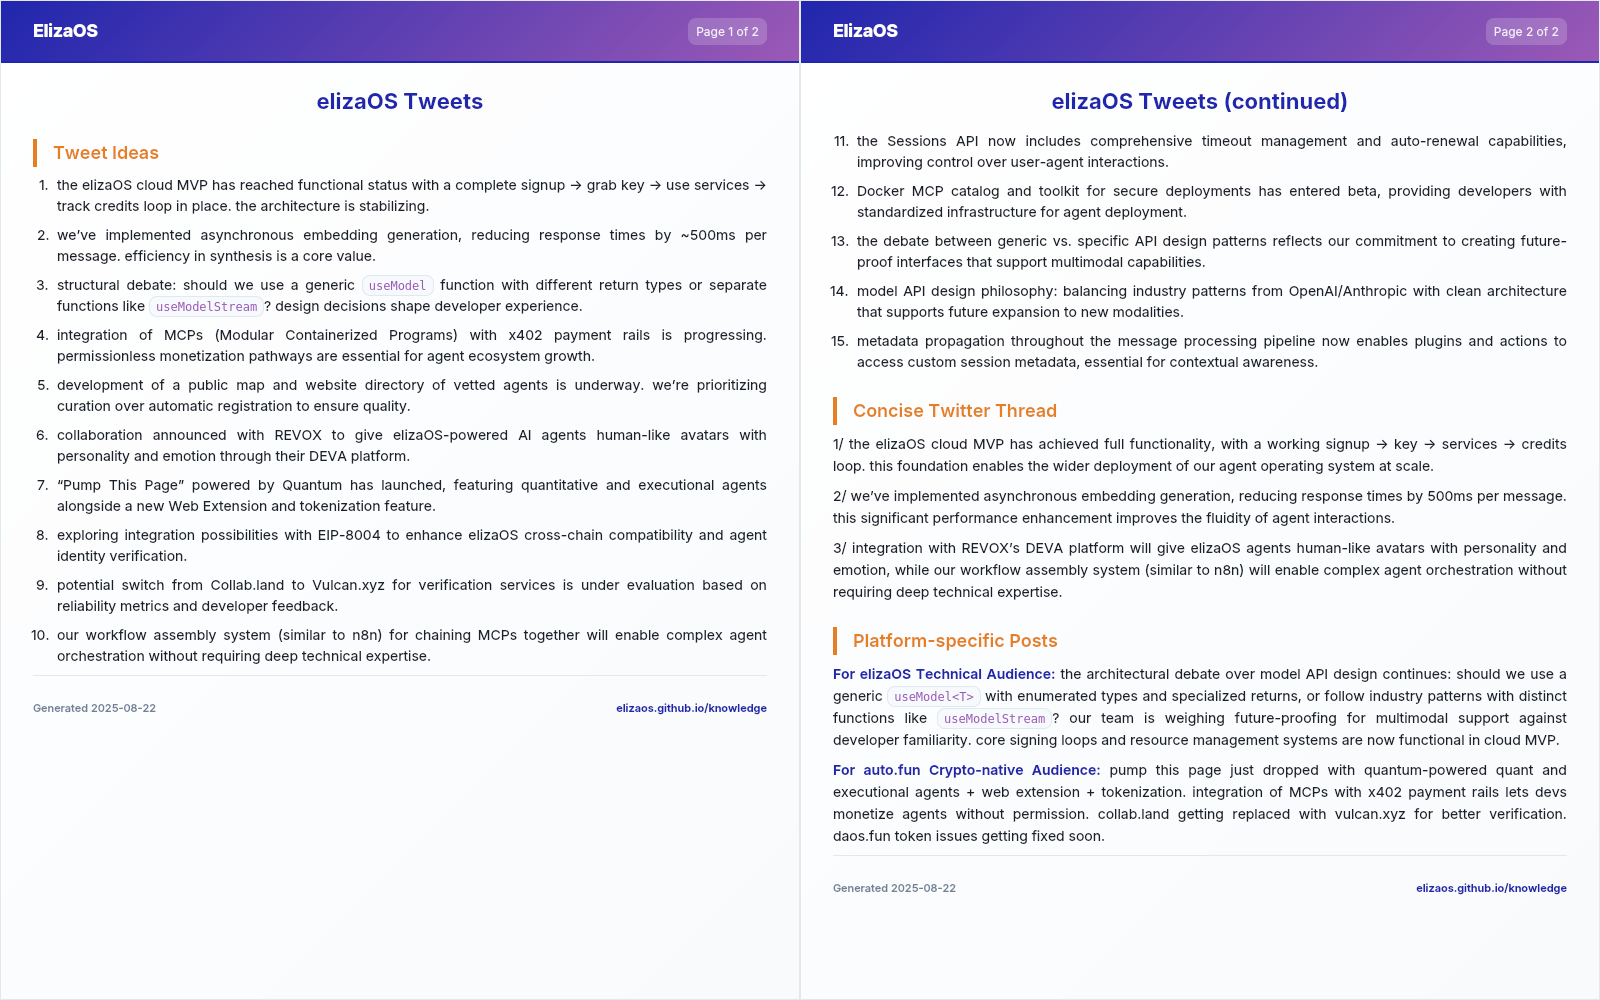 ElizaOS
Page 1 of 2
elizaOS Tweets
Tweet Ideas
1. the elizaOS cloud MVP has reached functional status with a complete signup → grab key → use services →
track credits loop in place. the architecture is stabilizing.
2. we’ve implemented asynchronous embedding generation, reducing response times by ~500ms per
message. efficiency in synthesis is a core value.
3. structural debate: should we use a generic useModel function with different return types or separate
functions like useModelStream? design decisions shape developer experience.
4. integration of MCPs (Modular Containerized Programs) with x402 payment rails is progressing.
permissionless monetization pathways are essential for agent ecosystem growth.
5. development of a public map and website directory of vetted agents is underway. we’re prioritizing
curation over automatic registration to ensure quality.
6. collaboration announced with REVOX to give elizaOS-powered AI agents human-like avatars with
personality and emotion through their DEVA platform.
7. “Pump This Page” powered by Quantum has launched, featuring quantitative and executional agents
alongside a new Web Extension and tokenization feature.
8. exploring integration possibilities with EIP-8004 to enhance elizaOS cross-chain compatibility and agent
identity verification.
9. potential switch from Collab.land to Vulcan.xyz for verification services is under evaluation based on
reliability metrics and developer feedback.
10. our workflow assembly system (similar to n8n) for chaining MCPs together will enable complex agent
orchestration without requiring deep technical expertise.
Generated 2025-08-22
elizaos.github.io/knowledge
ElizaOS
Page 2 of 2
elizaOS Tweets (continued)
11. the Sessions API now includes comprehensive timeout management and auto-renewal capabilities,
improving control over user-agent interactions.
12. Docker MCP catalog and toolkit for secure deployments has entered beta, providing developers with
standardized infrastructure for agent deployment.
13. the debate between generic vs. specific API design patterns reflects our commitment to creating future-
proof interfaces that support multimodal capabilities.
14. model API design philosophy: balancing industry patterns from OpenAI/Anthropic with clean architecture
that supports future expansion to new modalities.
15. metadata propagation throughout the message processing pipeline now enables plugins and actions to
access custom session metadata, essential for contextual awareness.
Concise Twitter Thread
1/ the elizaOS cloud MVP has achieved full functionality, with a working signup → key → services → credits
loop. this foundation enables the wider deployment of our agent operating system at scale.
2/ we’ve implemented asynchronous embedding generation, reducing response times by 500ms per message.
this significant performance enhancement improves the fluidity of agent interactions.
3/ integration with REVOX’s DEVA platform will give elizaOS agents human-like avatars with personality and
emotion, while our workflow assembly system (similar to n8n) will enable complex agent orchestration without
requiring deep technical expertise.
Platform-specific Posts
For elizaOS Technical Audience: the architectural debate over model API design continues: should we use a
generic useModel<T> with enumerated types and specialized returns, or follow industry patterns with distinct
functions like useModelStream? our team is weighing future-proofing for multimodal support against
developer familiarity. core signing loops and resource management systems are now functional in cloud MVP.
For auto.fun Crypto-native Audience: pump this page just dropped with quantum-powered quant and
executional agents + web extension + tokenization. integration of MCPs with x402 payment rails lets devs
monetize agents without permission. collab.land getting replaced with vulcan.xyz for better verification.
daos.fun token issues getting fixed soon.
Generated 2025-08-22
elizaos.github.io/knowledge